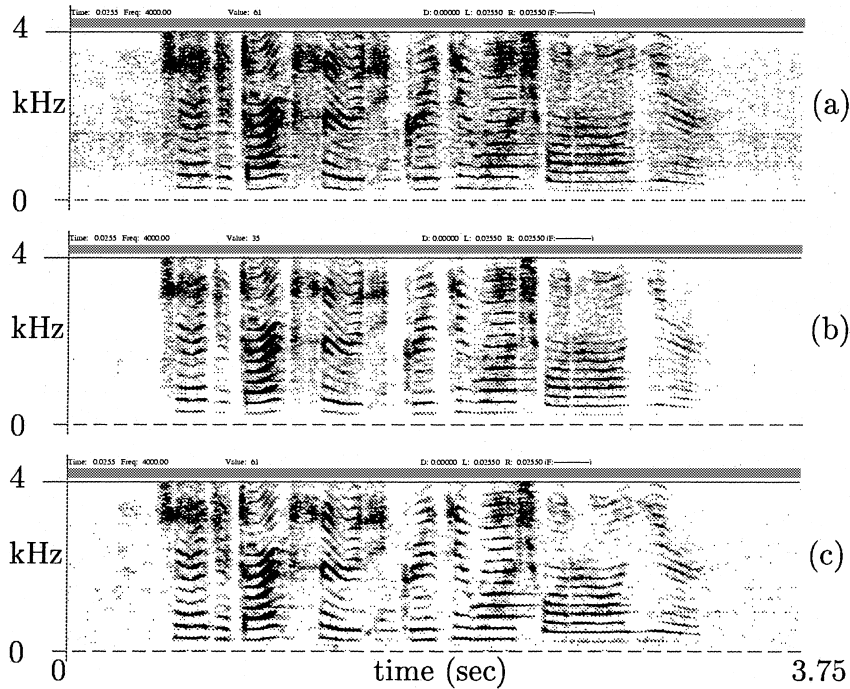 Time: 0.0255 Freq: 4000.00 Value: 61 D: 0.00000 L: 0.02550 R: 0.02550 (F:
4
kHz
(a)
0
Time: 0.0255 Freq: 4000.00 Value: 35 D: 0.00000 L: 0.02550 R: 0.02550 (F:
4
kHz
(b)
0
Time: 0.0255 Freq: 4000.00 Value: 61 D: 0.00000 L: 0.02550 R: 0.02550 (F:
4
kHz
(c)
0
0 time (sec) 3.75